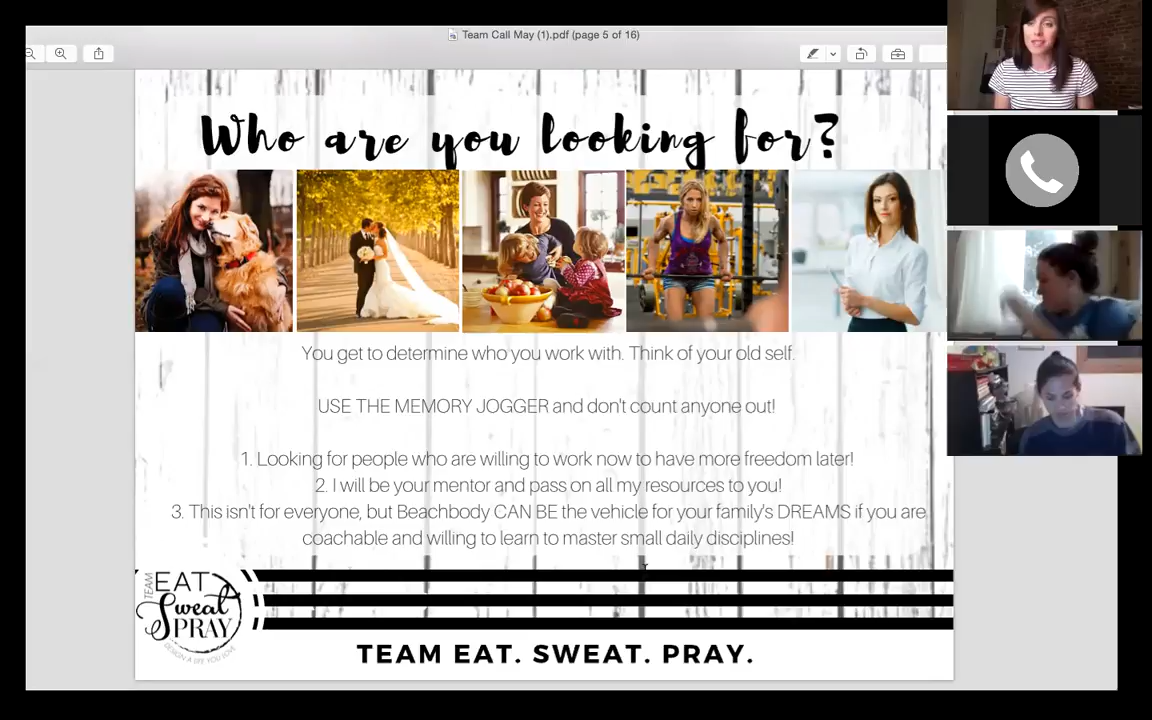 Team Call May (1).pdf (page 5 of 16)
Who are you looking for?
You get to determine who you work with. Think of your old self.
USE THE MEMORY JOGGER and don't count anyone out!
1. Looking for people who are willing to work now to have more freedom later!
2. I will be your mentor and pass on all my resources to you!
3. This isn't for everyone, but Beachbody CAN BE the vehicle for your family's DREAMS if you are
coachable and willing to learn to master small daily disciplines!
TEAM
EAT
Sweat
PRAY
DESIGN A LIFE YOU LOVE
TEAM EAT. SWEAT. PRAY.